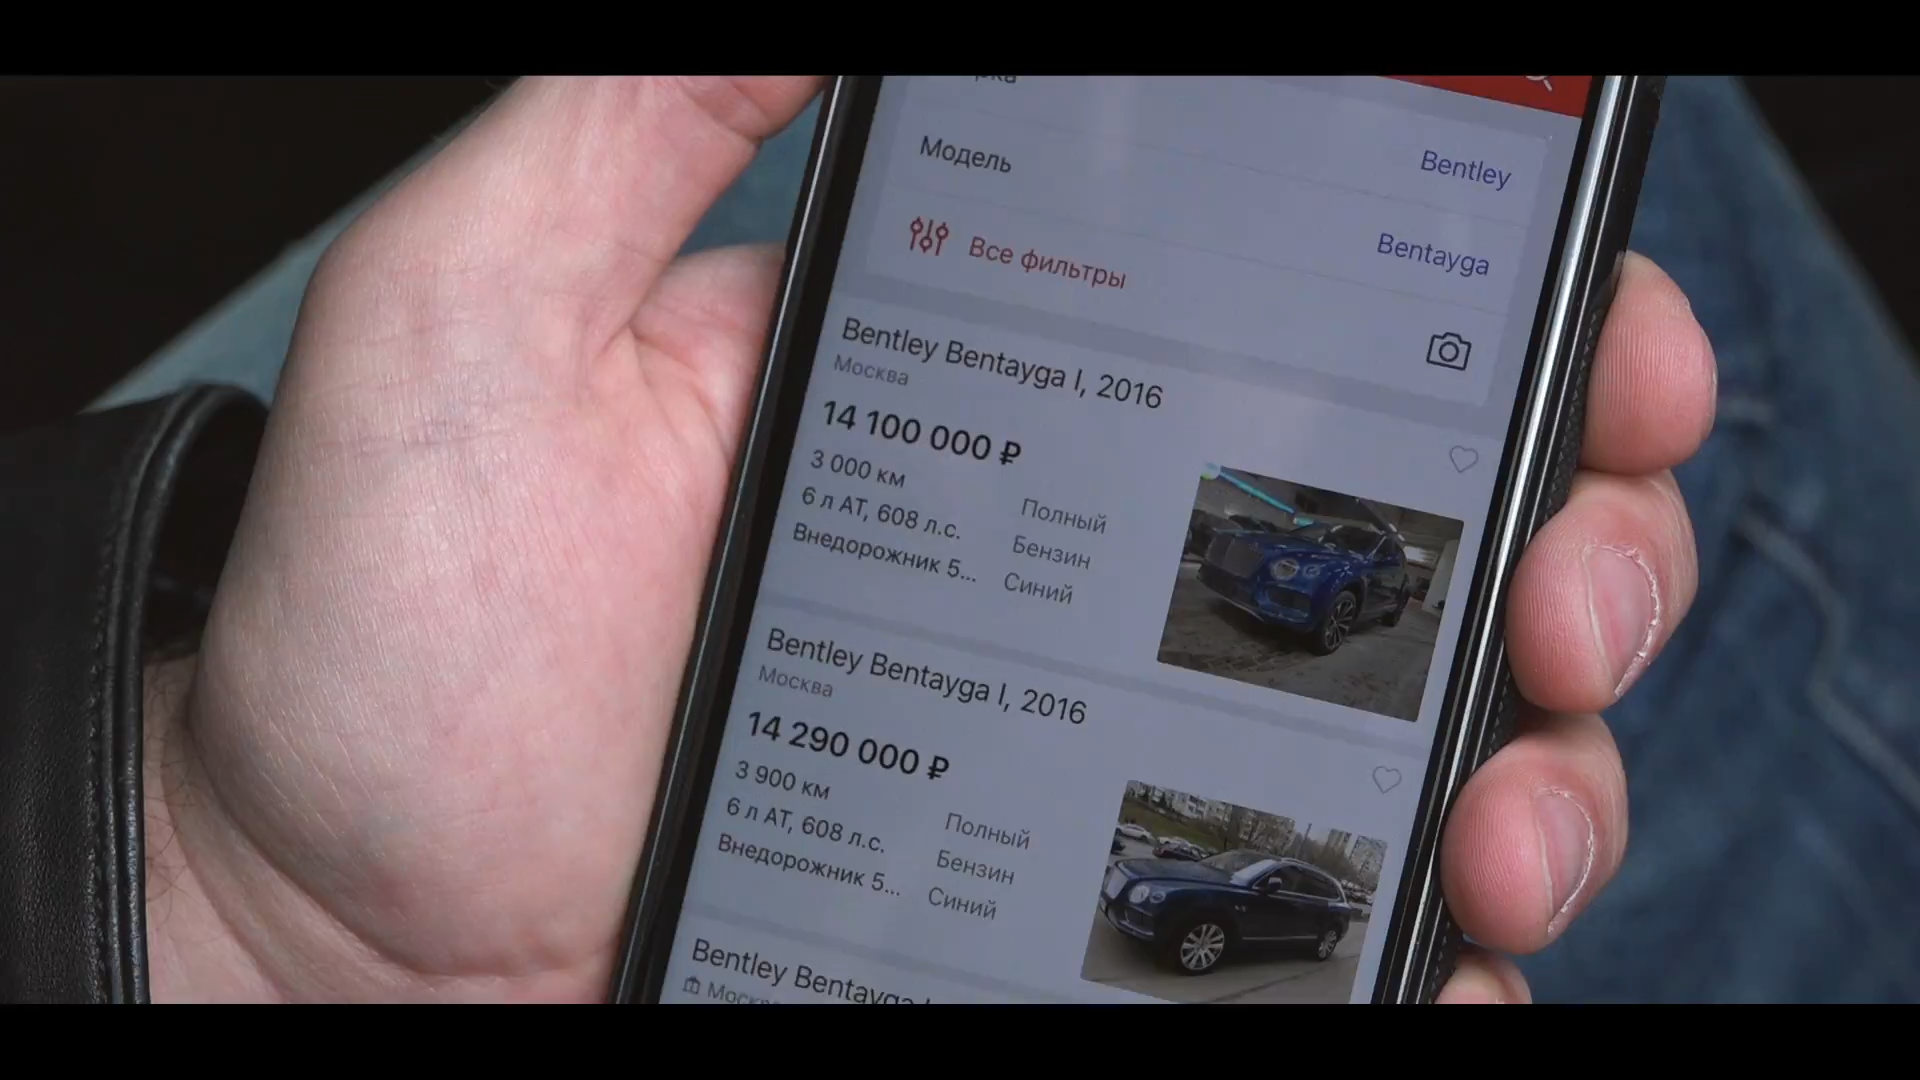 Bentley
Модель
Bentayga
Все фильтры
Bentley Bentayga I, 2016
Москва
14 100 000 ₽
3 000 км
Полный
6 л AT, 608 л.с.
Бензин
Внедорожник 5...
Синий
Bentley Bentayga I, 2016
Москва
14 290 000 ₽
3 900 км
Полный
6 л AT, 608 л.с.
Бензин
Внедорожник 5...
Синий
Bentley Bentayga